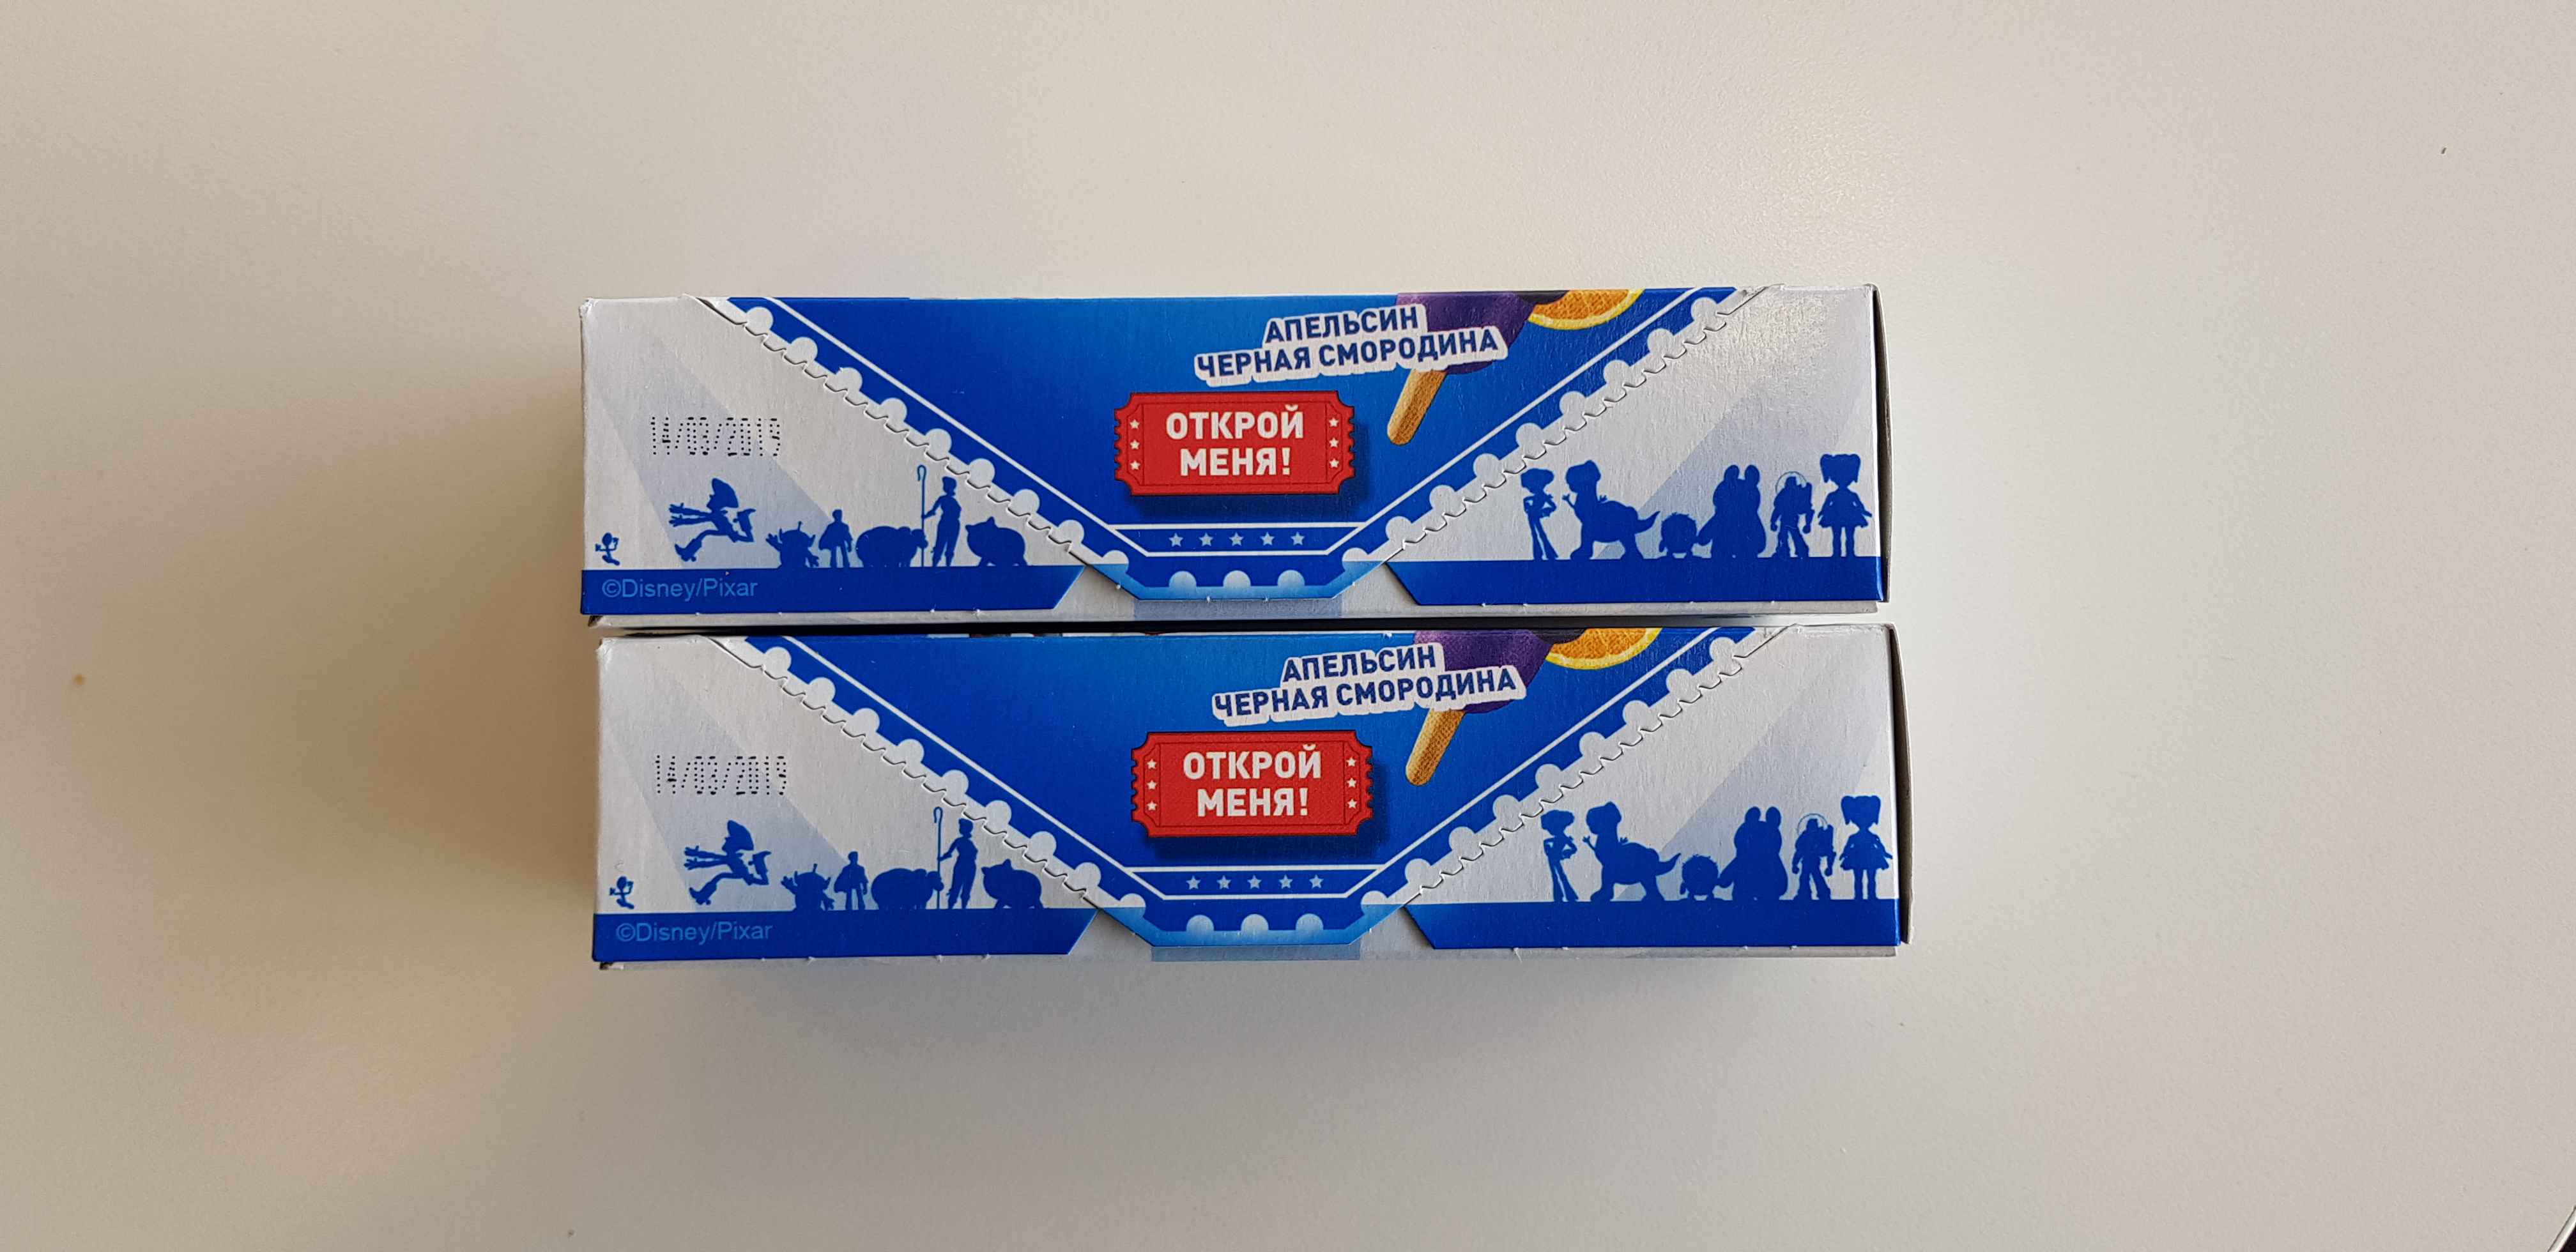 АПЕЛЬСИН
ЧЕРНАЯ СМОРОДИНА
ОТКРОЙ
МЕНЯ!
14/03/2019
©Disney/Pixar
АПЕЛЬСИН
ЧЕРНАЯ СМОРОДИНА
ОТКРОЙ
МЕНЯ!
14/03/2019
©Disney/Pixar